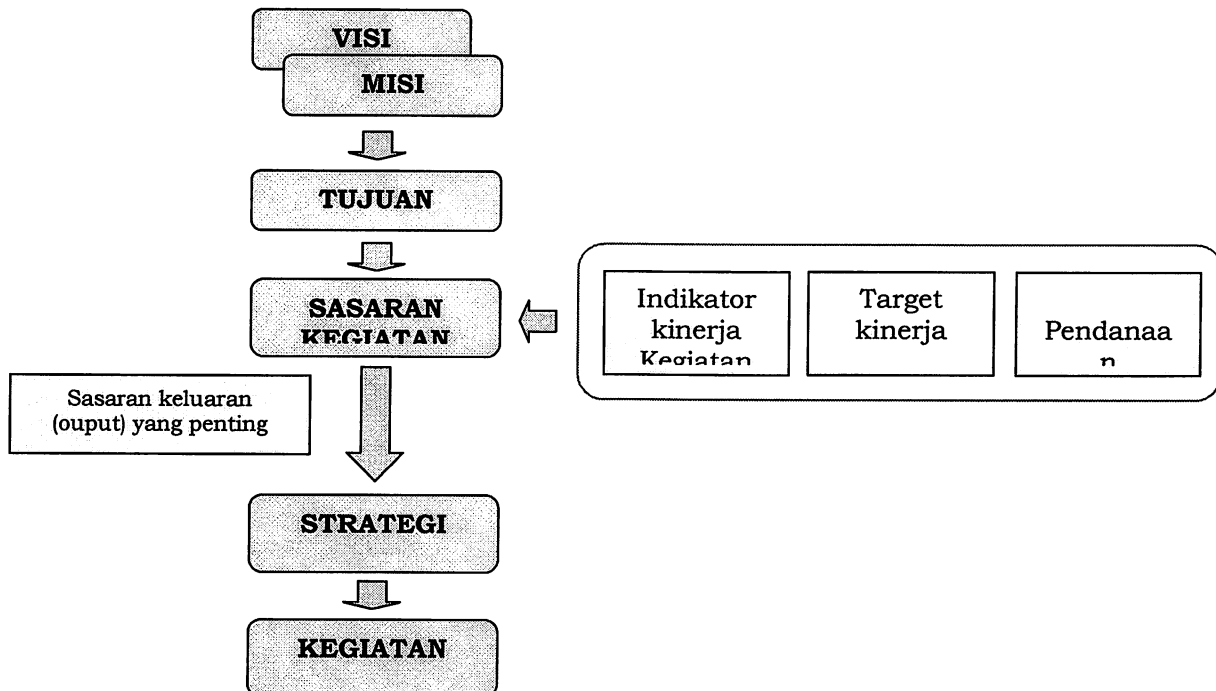 VISI
MISI
TUJUAN
SASARAN
KEGIATAN
Indikator
kinerja
Kegiatan
Target
kinerja
Pendanaa
n
Sasaran keluaran
(ouput) yang penting
STRATEGI
KEGIATAN